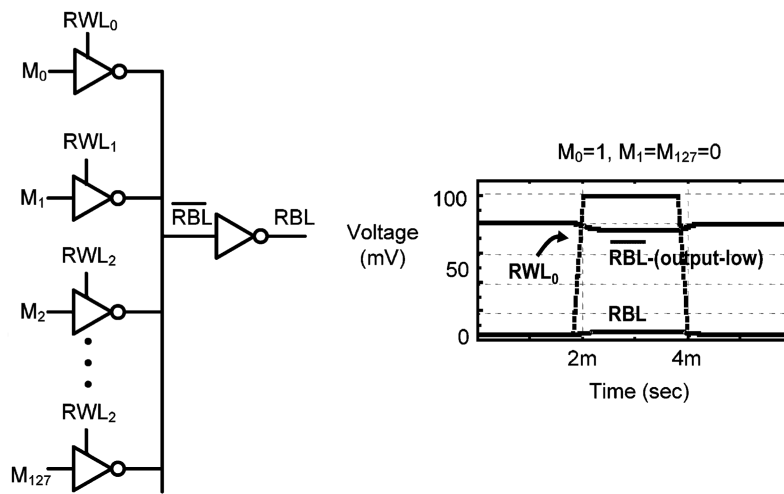 RWL₀
M₀
RWL₁
M₁
RBL RBL
RWL₂
M₂
RWL₂
M₁₂₇
M₀=1, M₁=M₁₂₇=0
Voltage
(mV)
100
50
0
RWL₀
RBL-(output-low)
RBL
2m 4m
Time (sec)